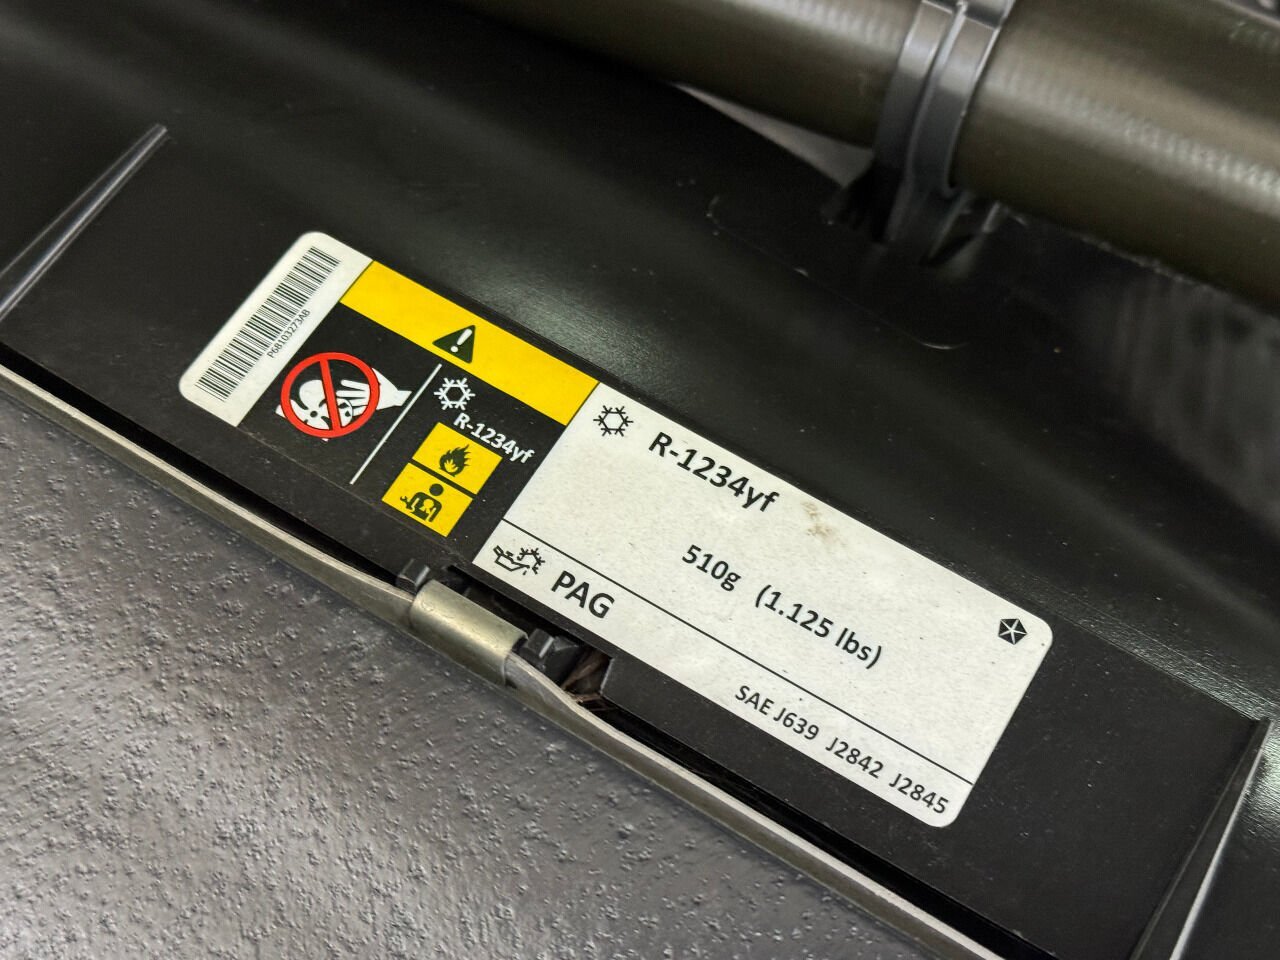 P68103273AB
R-1234yf
R-1234yf
510g (1.125 lbs)
PAG
SAE J639 J2842 J2845